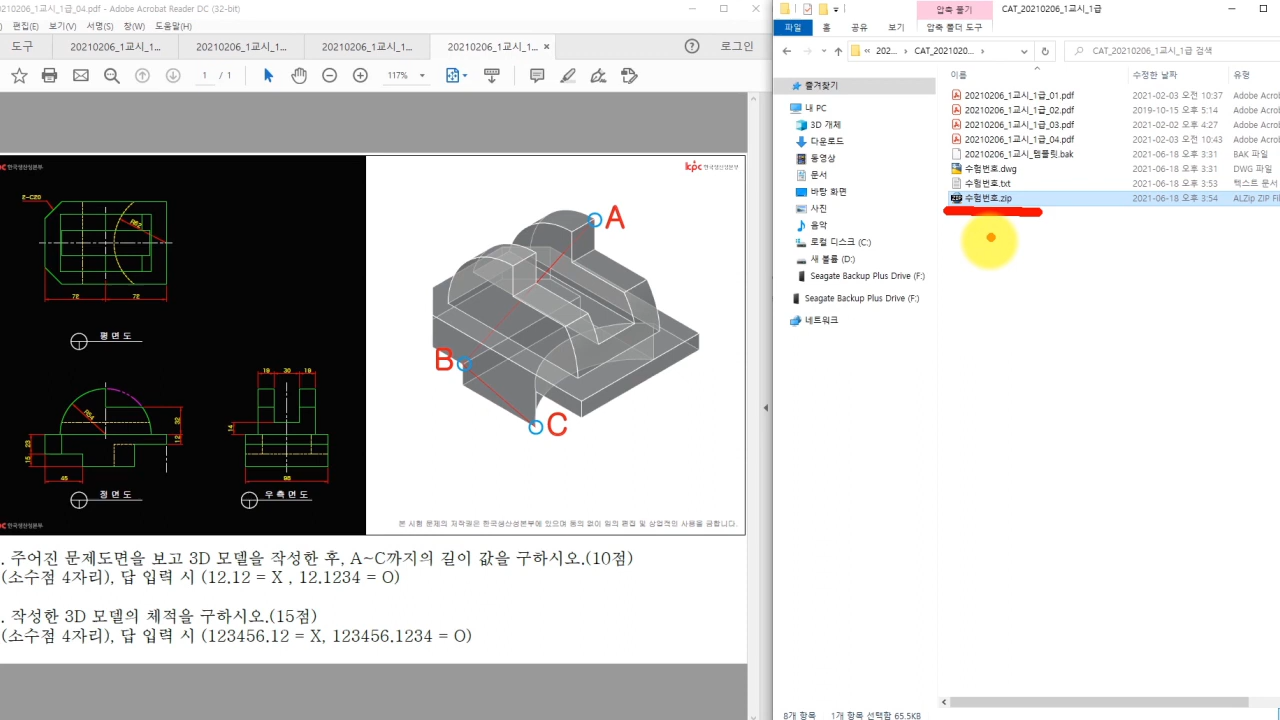 20210206_1교시_1급_04.pdf - Adobe Acrobat Reader DC (32-bit)
편집(E) 보기(V) 서명(S) 창(W) 도움말(H)
도구 20210206_1교시_1... 20210206_1교시_1... 20210206_1교시_1... 20210206_1교시_1... × 로그인
1 / 1 117%
한국생산성본부
kpc 한국생산성본부
2-C20
R62
72 72
평면도
R54
32
12
23
15
45
정면도
19 30 19
14
98
우측면도
한국생산성본부
A
B
C
본 시험 문제의 저작권은 한국생산성본부에 있으며 동의 없이 임의 편집 및 상업적인 사용을 금합니다.
. 주어진 문제도면을 보고 3D 모델을 작성한 후, A~C까지의 길이 값을 구하시오.(10점)
(소수점 4자리), 답 입력 시 (12.12 = X , 12.1234 = O)
. 작성한 3D 모델의 체적을 구하시오.(15점)
(소수점 4자리), 답 입력 시 (123456.12 = X, 123456.1234 = O)
압축 풀기 CAT_20210206_1교시_1급
파일 홈 공유 보기 압축 폴더 도구
« 202... › CAT_2021020... › CAT_20210206_1교시_1급 검색
이름 수정한 날짜 유형
20210206_1교시_1급_01.pdf 2021-02-03 오전 10:37 Adobe Acrob
20210206_1교시_1급_02.pdf 2019-10-15 오후 5:14 Adobe Acrob
20210206_1교시_1급_03.pdf 2021-02-02 오후 4:27 Adobe Acrob
20210206_1교시_1급_04.pdf 2021-02-03 오전 10:43 Adobe Acrob
20210206_1교시_템플릿.bak 2021-06-18 오후 3:31 BAK 파일
수험번호.dwg 2021-06-18 오후 3:31 DWG 파일
수험번호.txt 2021-06-18 오후 3:53 텍스트 문서
수험번호.zip 2021-06-18 오후 3:54 ALZip ZIP Fil
즐겨찾기
내 PC
3D 개체
다운로드
동영상
문서
바탕 화면
사진
음악
로컬 디스크 (C:)
새 볼륨 (D:)
Seagate Backup Plus Drive (F:)
Seagate Backup Plus Drive (F:)
네트워크
8개 항목 1개 항목 선택함 65.5KB